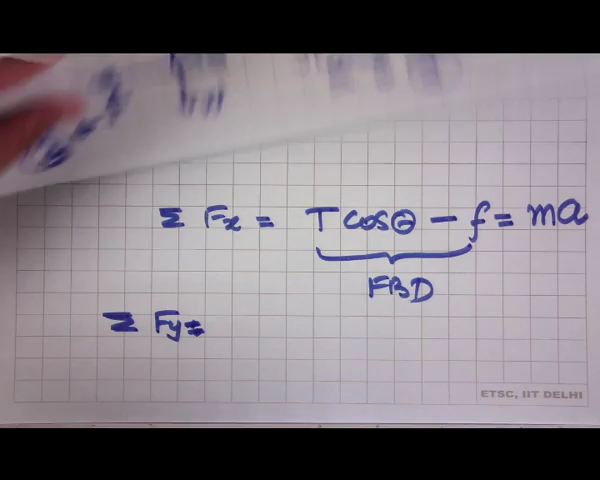 Σ Fx = T cosθ - f = ma
FBD
Σ Fy =
ETSC, IIT DELHI